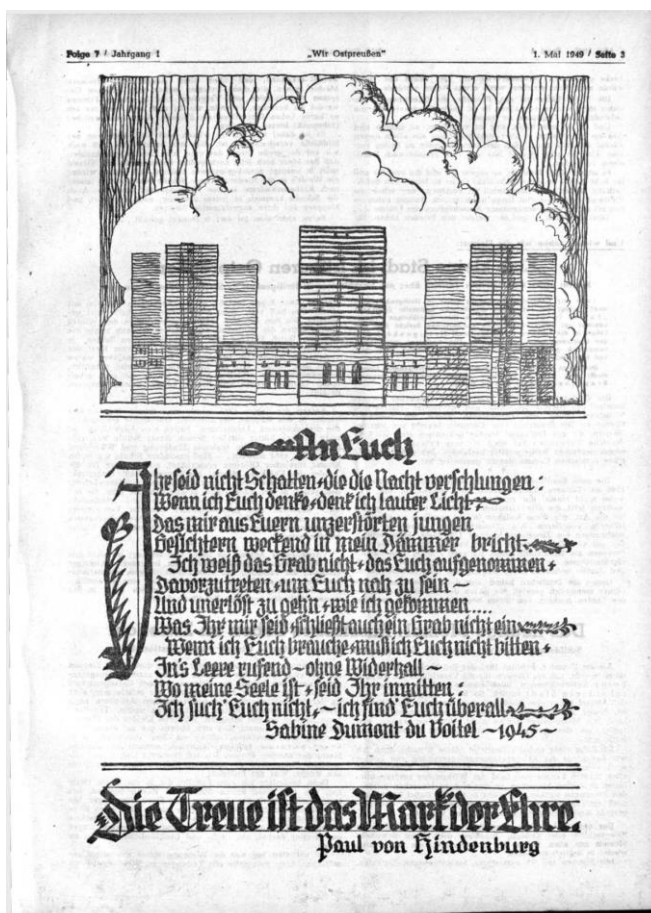 Folge 7 / Jahrgang 1
„Wir Ostpreußen"
1. Mai 1949 / Seite 3
An Euch
Ihr seid nicht Schatten, die die Nacht verschlungen:
Wenn ich Euch denke, denk ich lauter Licht,
Das mir aus Euern unzerstörten jungen
Gesichtern weckend in mein Dämmer bricht.
Ich weiß das Grab nicht, das Euch aufgenommen,
Davorzutreten, um Euch nah zu sein ~
Und unerlöst zu geh'n, wie ich gekommen....
Was Ihr mir seid, schließt auch ein Grab nicht ein
Wenn ich Euch brauche, muß ich Euch nicht bitten,
In's Leere rufend ~ ohne Widerhall ~
Wo meine Seele ist, seid Ihr inmitten:
Ich such' Euch nicht, ~ ich find' Euch überall
Sabine Dumont du Voitel ~ 1945 ~
Die Treue ist das Mark der Ehre.
Paul von Hindenburg